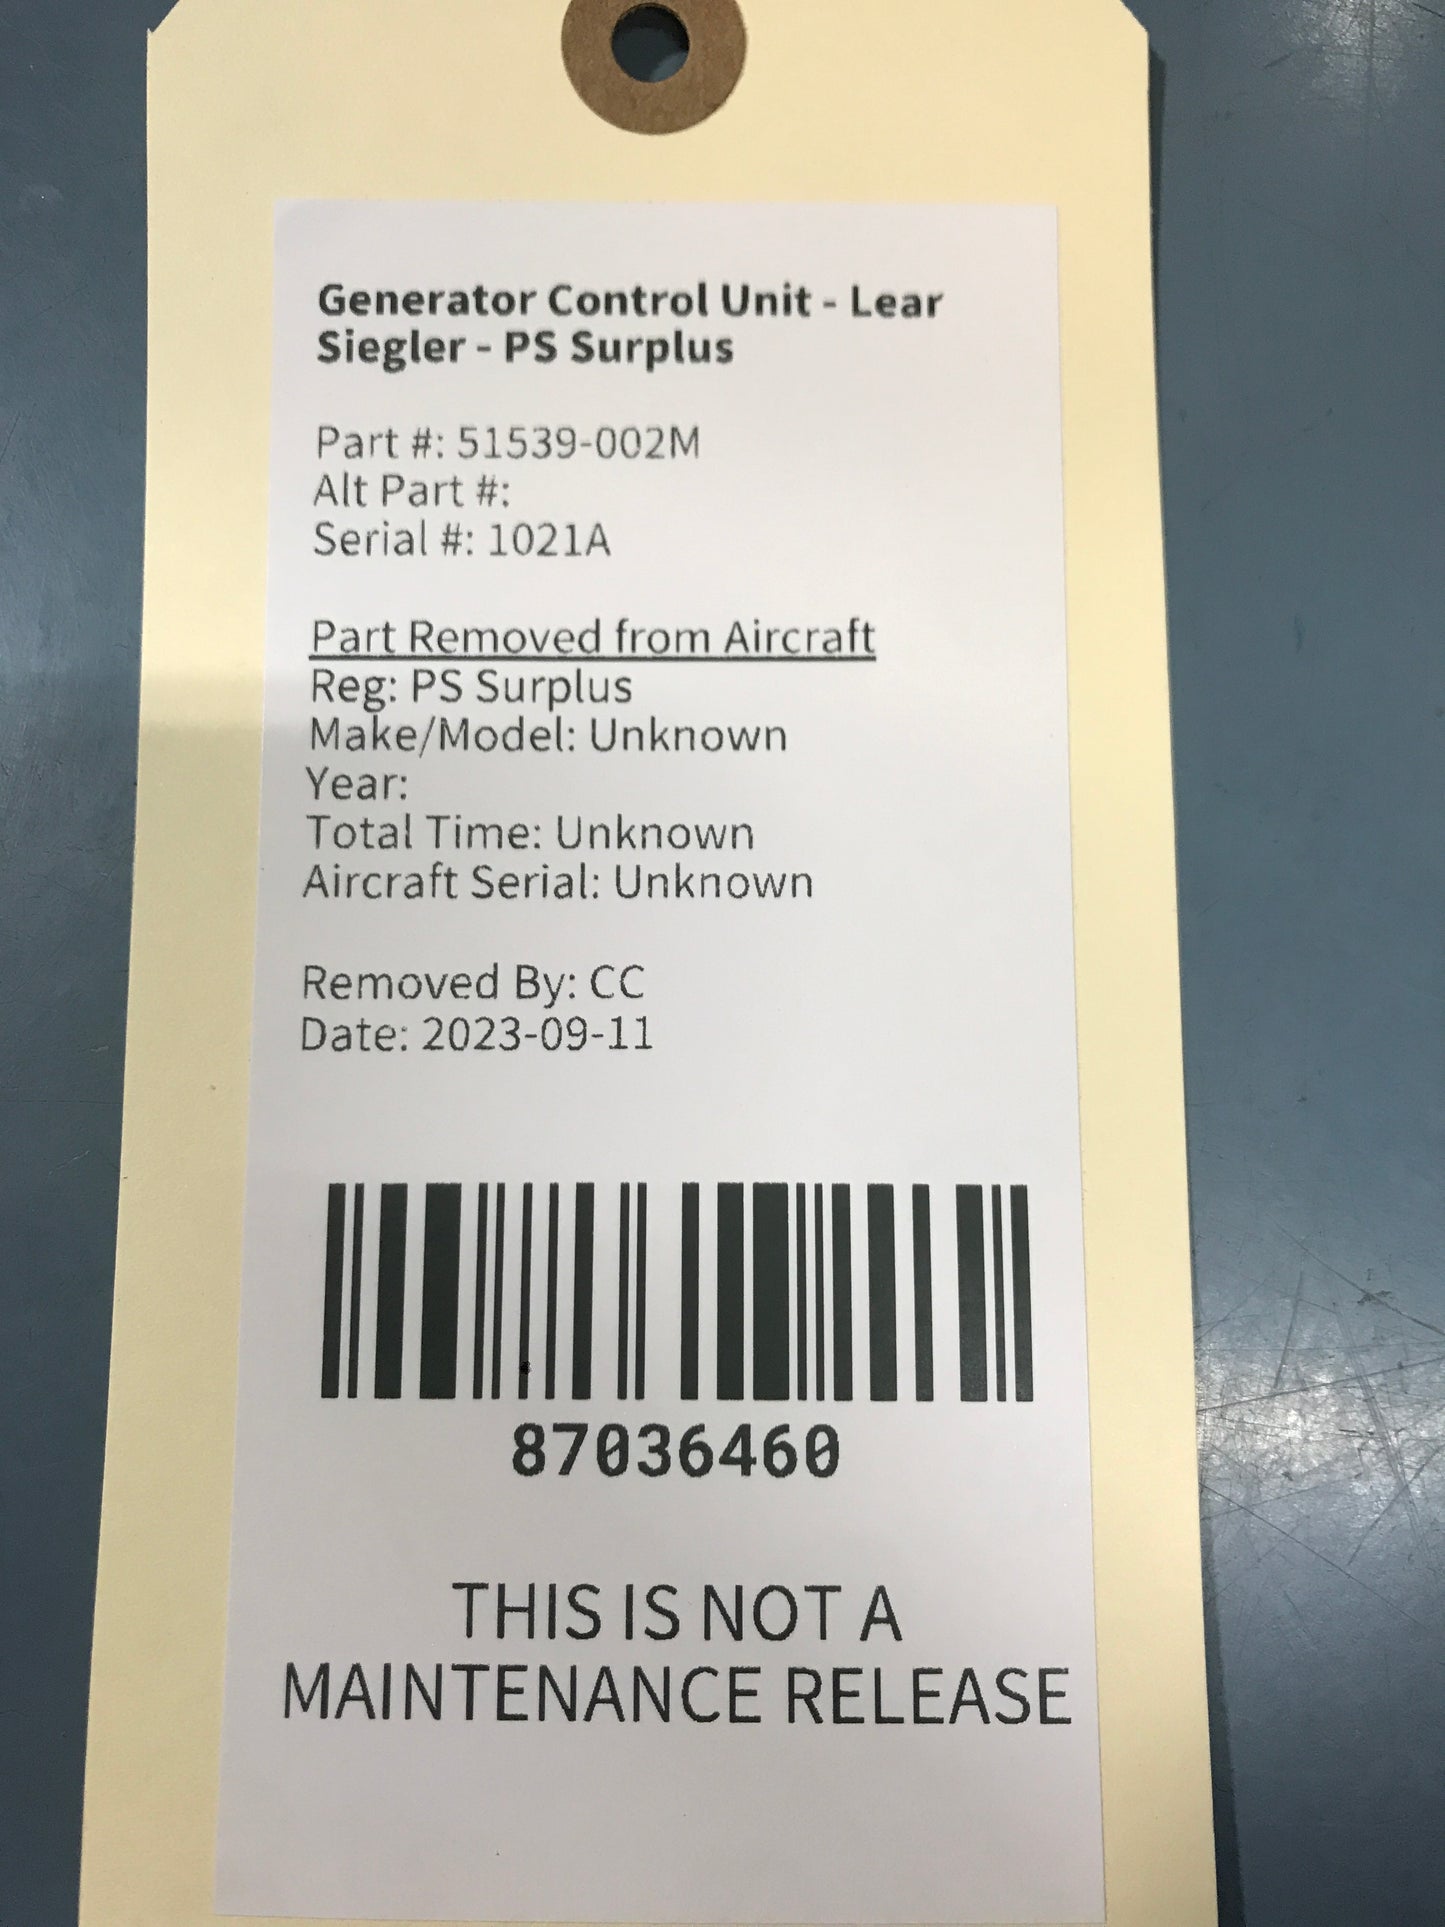 Generator Control Unit - Lear
Siegler - PS Surplus
Part #: 51539-002M
Alt Part #:
Serial #: 1021A
Part Removed from Aircraft
Reg: PS Surplus
Make/Model: Unknown
Year:
Total Time: Unknown
Aircraft Serial: Unknown
Removed By: CC
Date: 2023-09-11
87036460
THIS IS NOT A
MAINTENANCE RELEASE